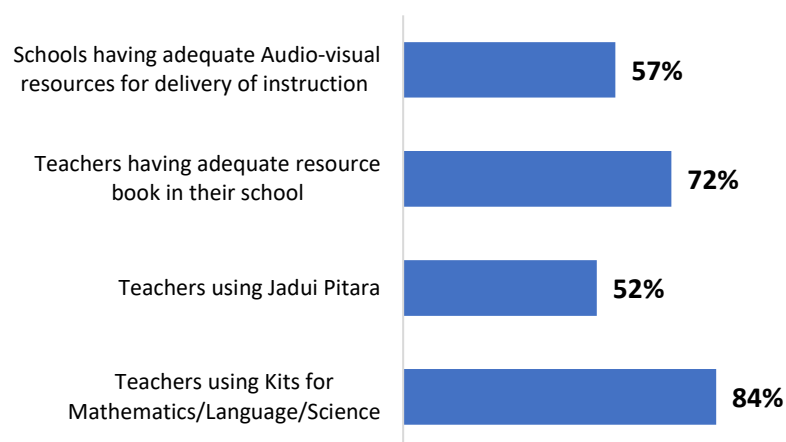 Schools having adequate Audio-visual
resources for delivery of instruction
57%
Teachers having adequate resource
book in their school
72%
Teachers using Jadui Pitara
52%
Teachers using Kits for
Mathematics/Language/Science
84%